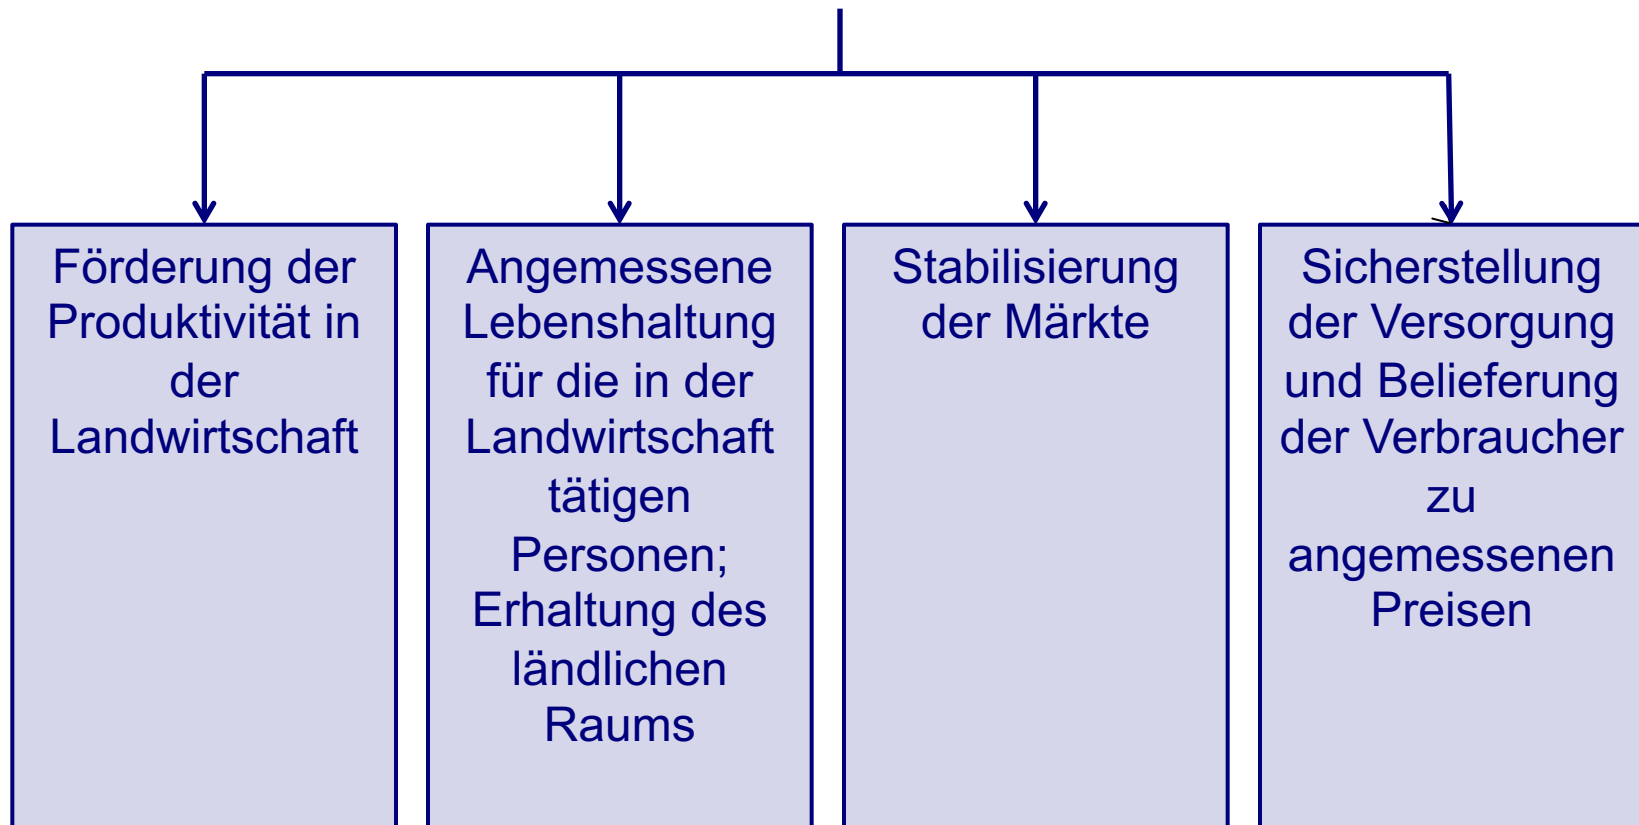 Förderung der
Produktivität in
der
Landwirtschaft
Angemessene
Lebenshaltung
für die in der
Landwirtschaft
tätigen
Personen;
Erhaltung des
ländlichen
Raums
Stabilisierung
der Märkte
Sicherstellung
der Versorgung
und Belieferung
der Verbraucher
zu
angemessenen
Preisen